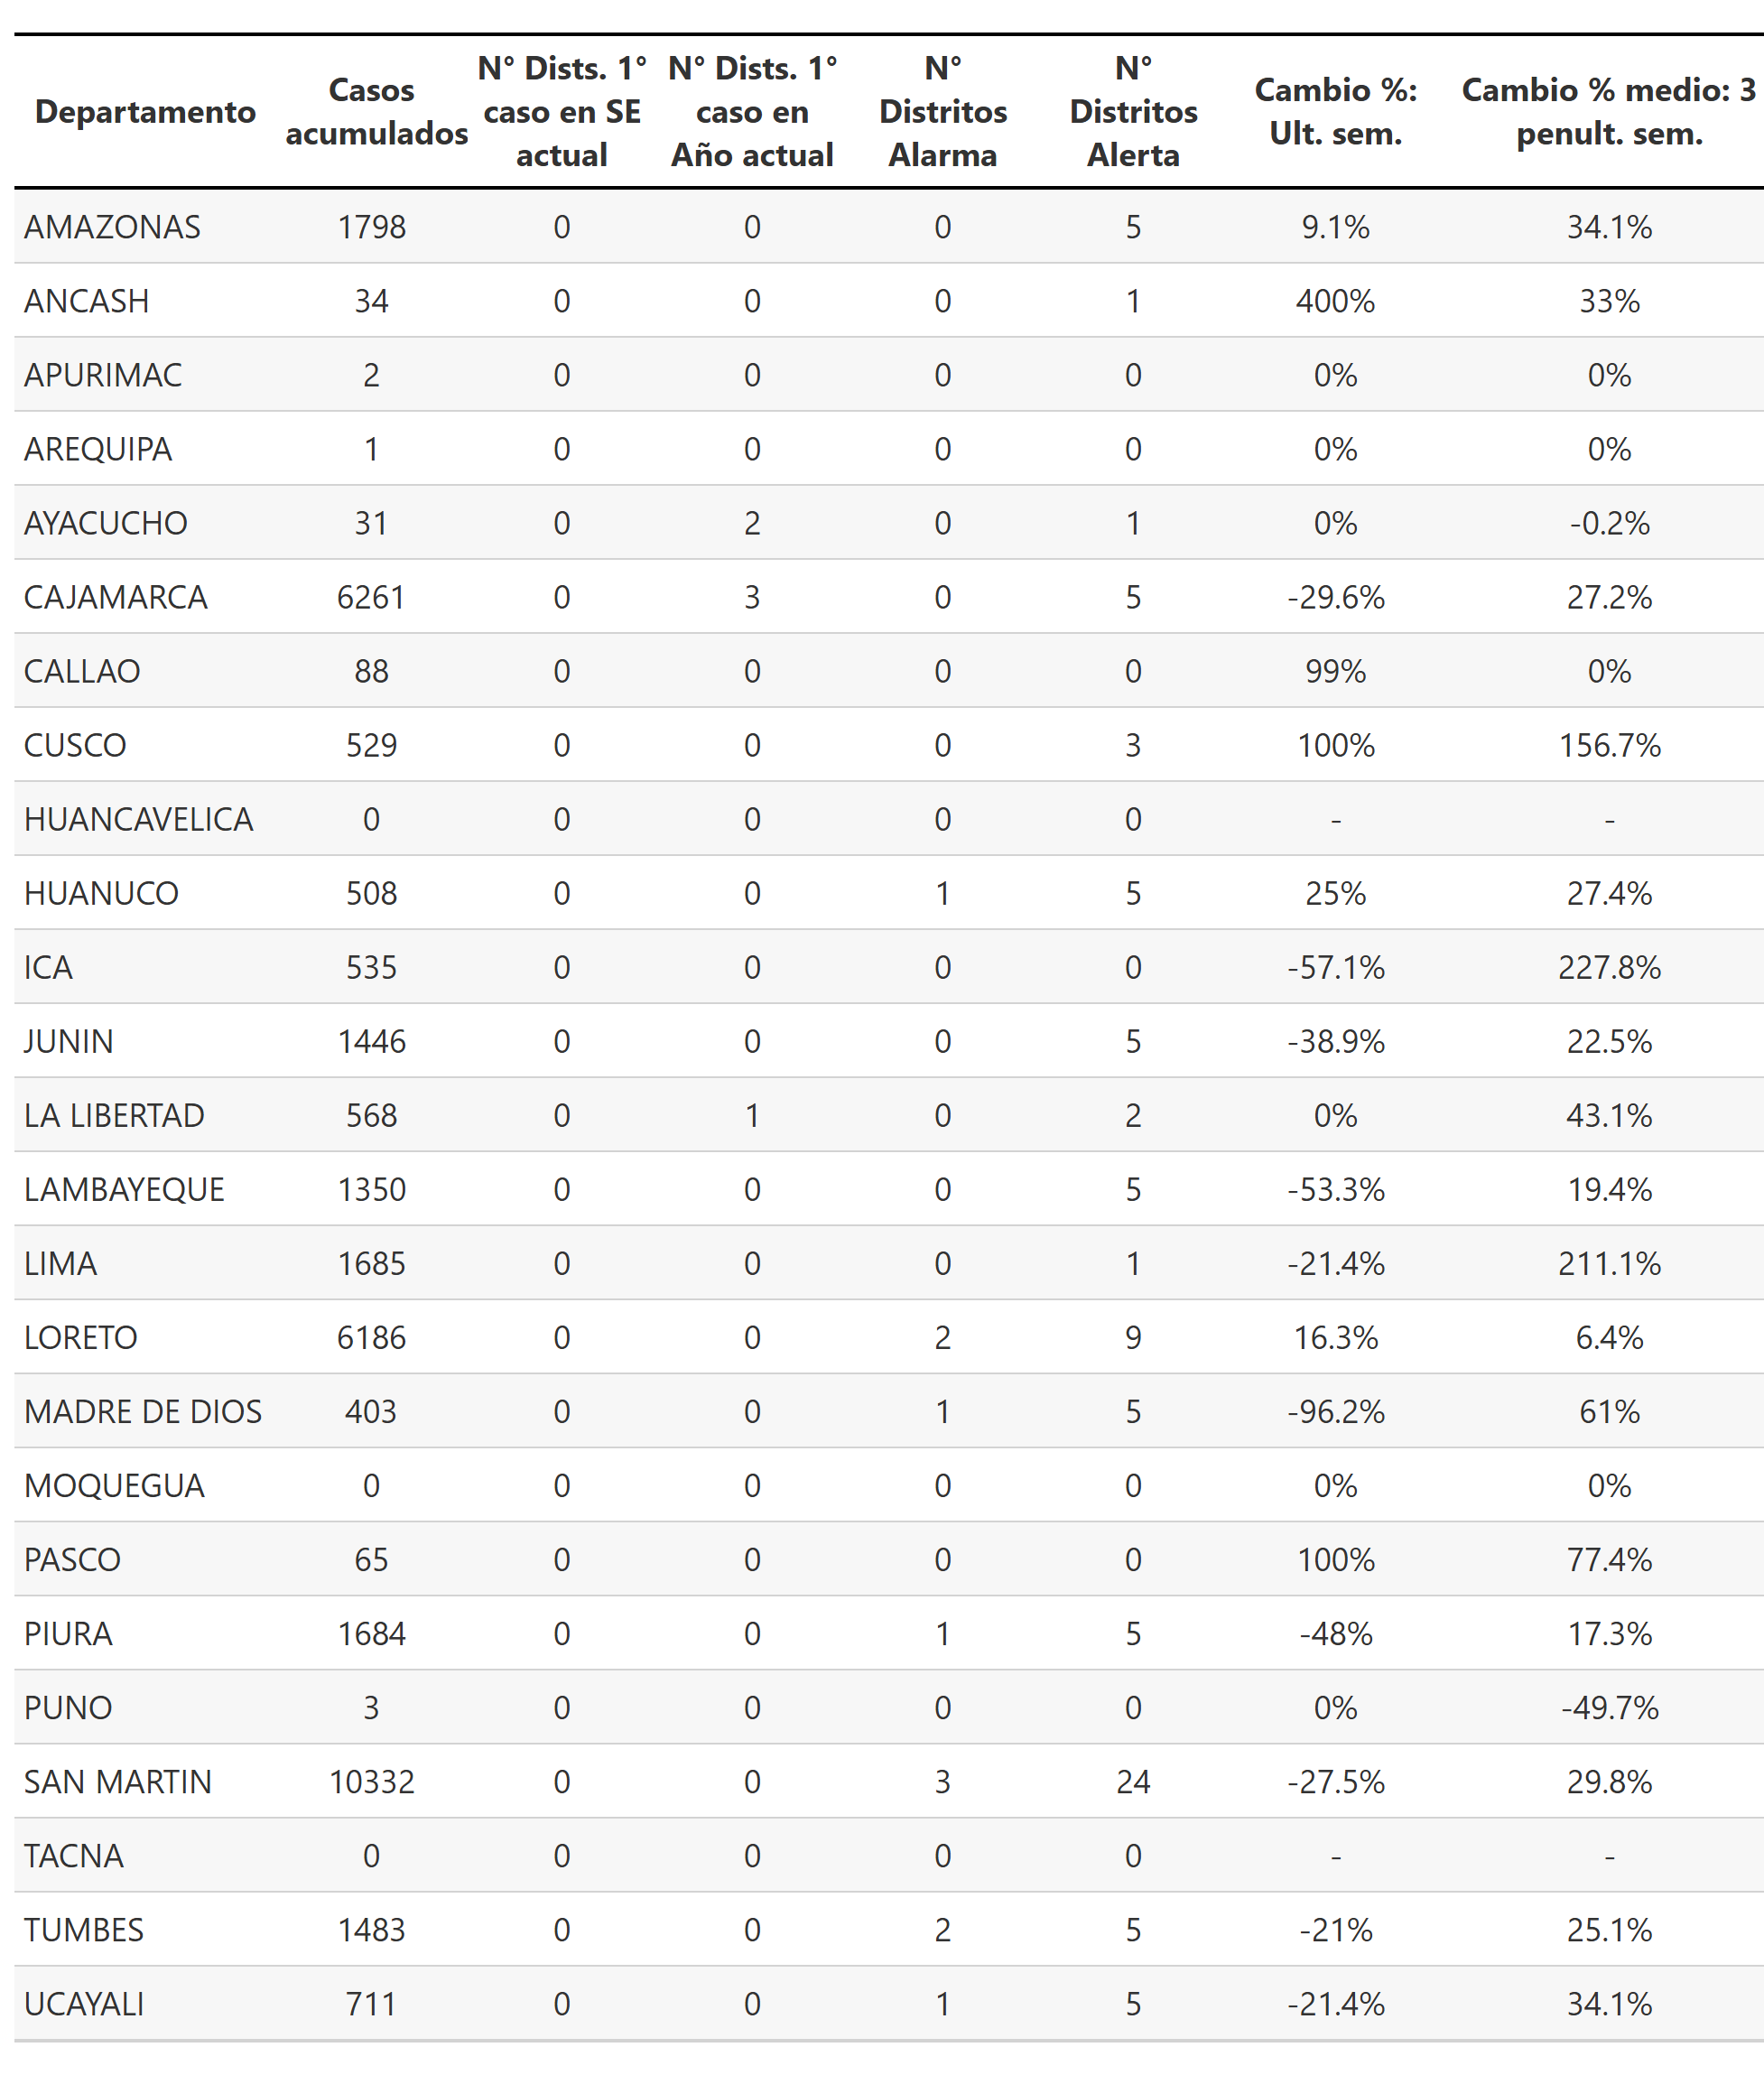 Departamento Casos acumulados N° Dists. 1° caso en SE actual N° Dists. 1° caso en Año actual N° Distritos Alarma N° Distritos Alerta Cambio %: Ult. sem. Cambio % medio: 3 penult. sem.
AMAZONAS 1798 0 0 0 5 9.1% 34.1%
ANCASH 34 0 0 0 1 400% 33%
APURIMAC 2 0 0 0 0 0% 0%
AREQUIPA 1 0 0 0 0 0% 0%
AYACUCHO 31 0 2 0 1 0% -0.2%
CAJAMARCA 6261 0 3 0 5 -29.6% 27.2%
CALLAO 88 0 0 0 0 99% 0%
CUSCO 529 0 0 0 3 100% 156.7%
HUANCAVELICA 0 0 0 0 0 - -
HUANUCO 508 0 0 1 5 25% 27.4%
ICA 535 0 0 0 0 -57.1% 227.8%
JUNIN 1446 0 0 0 5 -38.9% 22.5%
LA LIBERTAD 568 0 1 0 2 0% 43.1%
LAMBAYEQUE 1350 0 0 0 5 -53.3% 19.4%
LIMA 1685 0 0 0 1 -21.4% 211.1%
LORETO 6186 0 0 2 9 16.3% 6.4%
MADRE DE DIOS 403 0 0 1 5 -96.2% 61%
MOQUEGUA 0 0 0 0 0 0% 0%
PASCO 65 0 0 0 0 100% 77.4%
PIURA 1684 0 0 1 5 -48% 17.3%
PUNO 3 0 0 0 0 0% -49.7%
SAN MARTIN 10332 0 0 3 24 -27.5% 29.8%
TACNA 0 0 0 0 0 - -
TUMBES 1483 0 0 2 5 -21% 25.1%
UCAYALI 711 0 0 1 5 -21.4% 34.1%